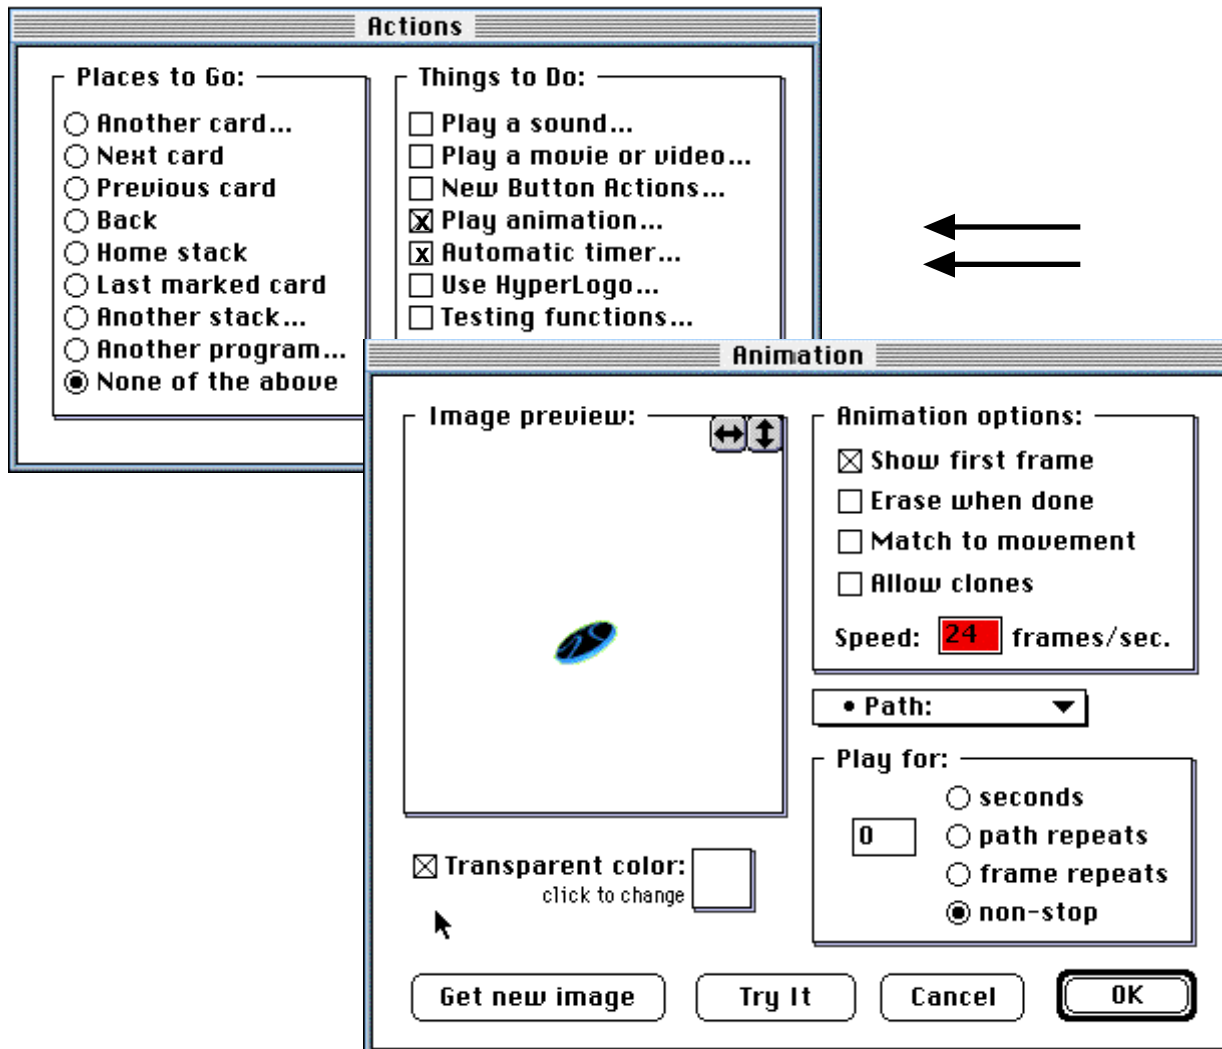 Actions
Places to Go:
Another card...
Next card
Previous card
Back
Home stack
Last marked card
Another stack...
Another program...
None of the above
Things to Do:
Play a sound...
Play a movie or video...
New Button Actions...
Play animation...
Automatic timer...
Use HyperLogo...
Testing functions...
Animation
Image preview:
Transparent color:
click to change
Animation options:
Show first frame
Erase when done
Match to movement
Allow clones
Speed: 24 frames/sec.
• Path:
Play for:
0
seconds
path repeats
frame repeats
non-stop
Get new image
Try It
Cancel
OK